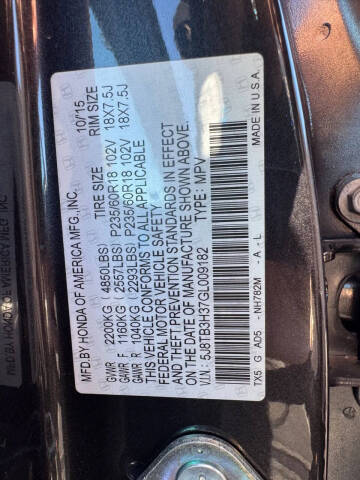 MFD.BY HONDA OF AMERICA MFG.,INC. 10/15
TIRE SIZE RIM SIZE
GVWR 2200KG (4850LBS)
GAWR F 1160KG (2557LBS) P235/60R18 102V 18X7.5J
GAWR R 1040KG (2293LBS) P235/60R18 102V 18X7.5J
THIS VEHICLE CONFORMS TO ALL APPLICABLE
FEDERAL MOTOR VEHICLE SAFETY, BUMPER,
AND THEFT PREVENTION STANDARDS IN EFFECT
ON THE DATE OF MANUFACTURE SHOWN ABOVE.
V.I.N.: 5J8TB3H37GL009182 TYPE: MPV
TX5 G AD5 - NH782M - A - L MADE IN U.S.A.